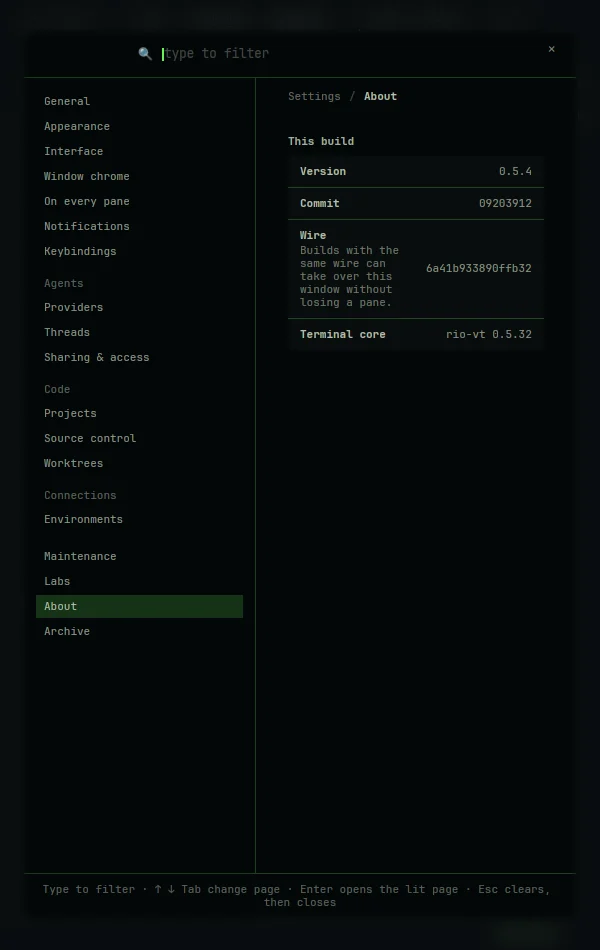 type to filter
×
General
Appearance
Interface
Window chrome
On every pane
Notifications
Keybindings
Agents
Providers
Threads
Sharing & access
Code
Projects
Source control
Worktrees
Connections
Environments
Maintenance
Labs
About
Archive
Settings / About
This build
Version 0.5.4
Commit 09203912
Wire
Builds with the
same wire can
take over this
window without
losing a pane.
6a41b933890ffb32
Terminal core rio-vt 0.5.32
Type to filter · ↑ ↓ Tab change page · Enter opens the lit page · Esc clears,
then closes